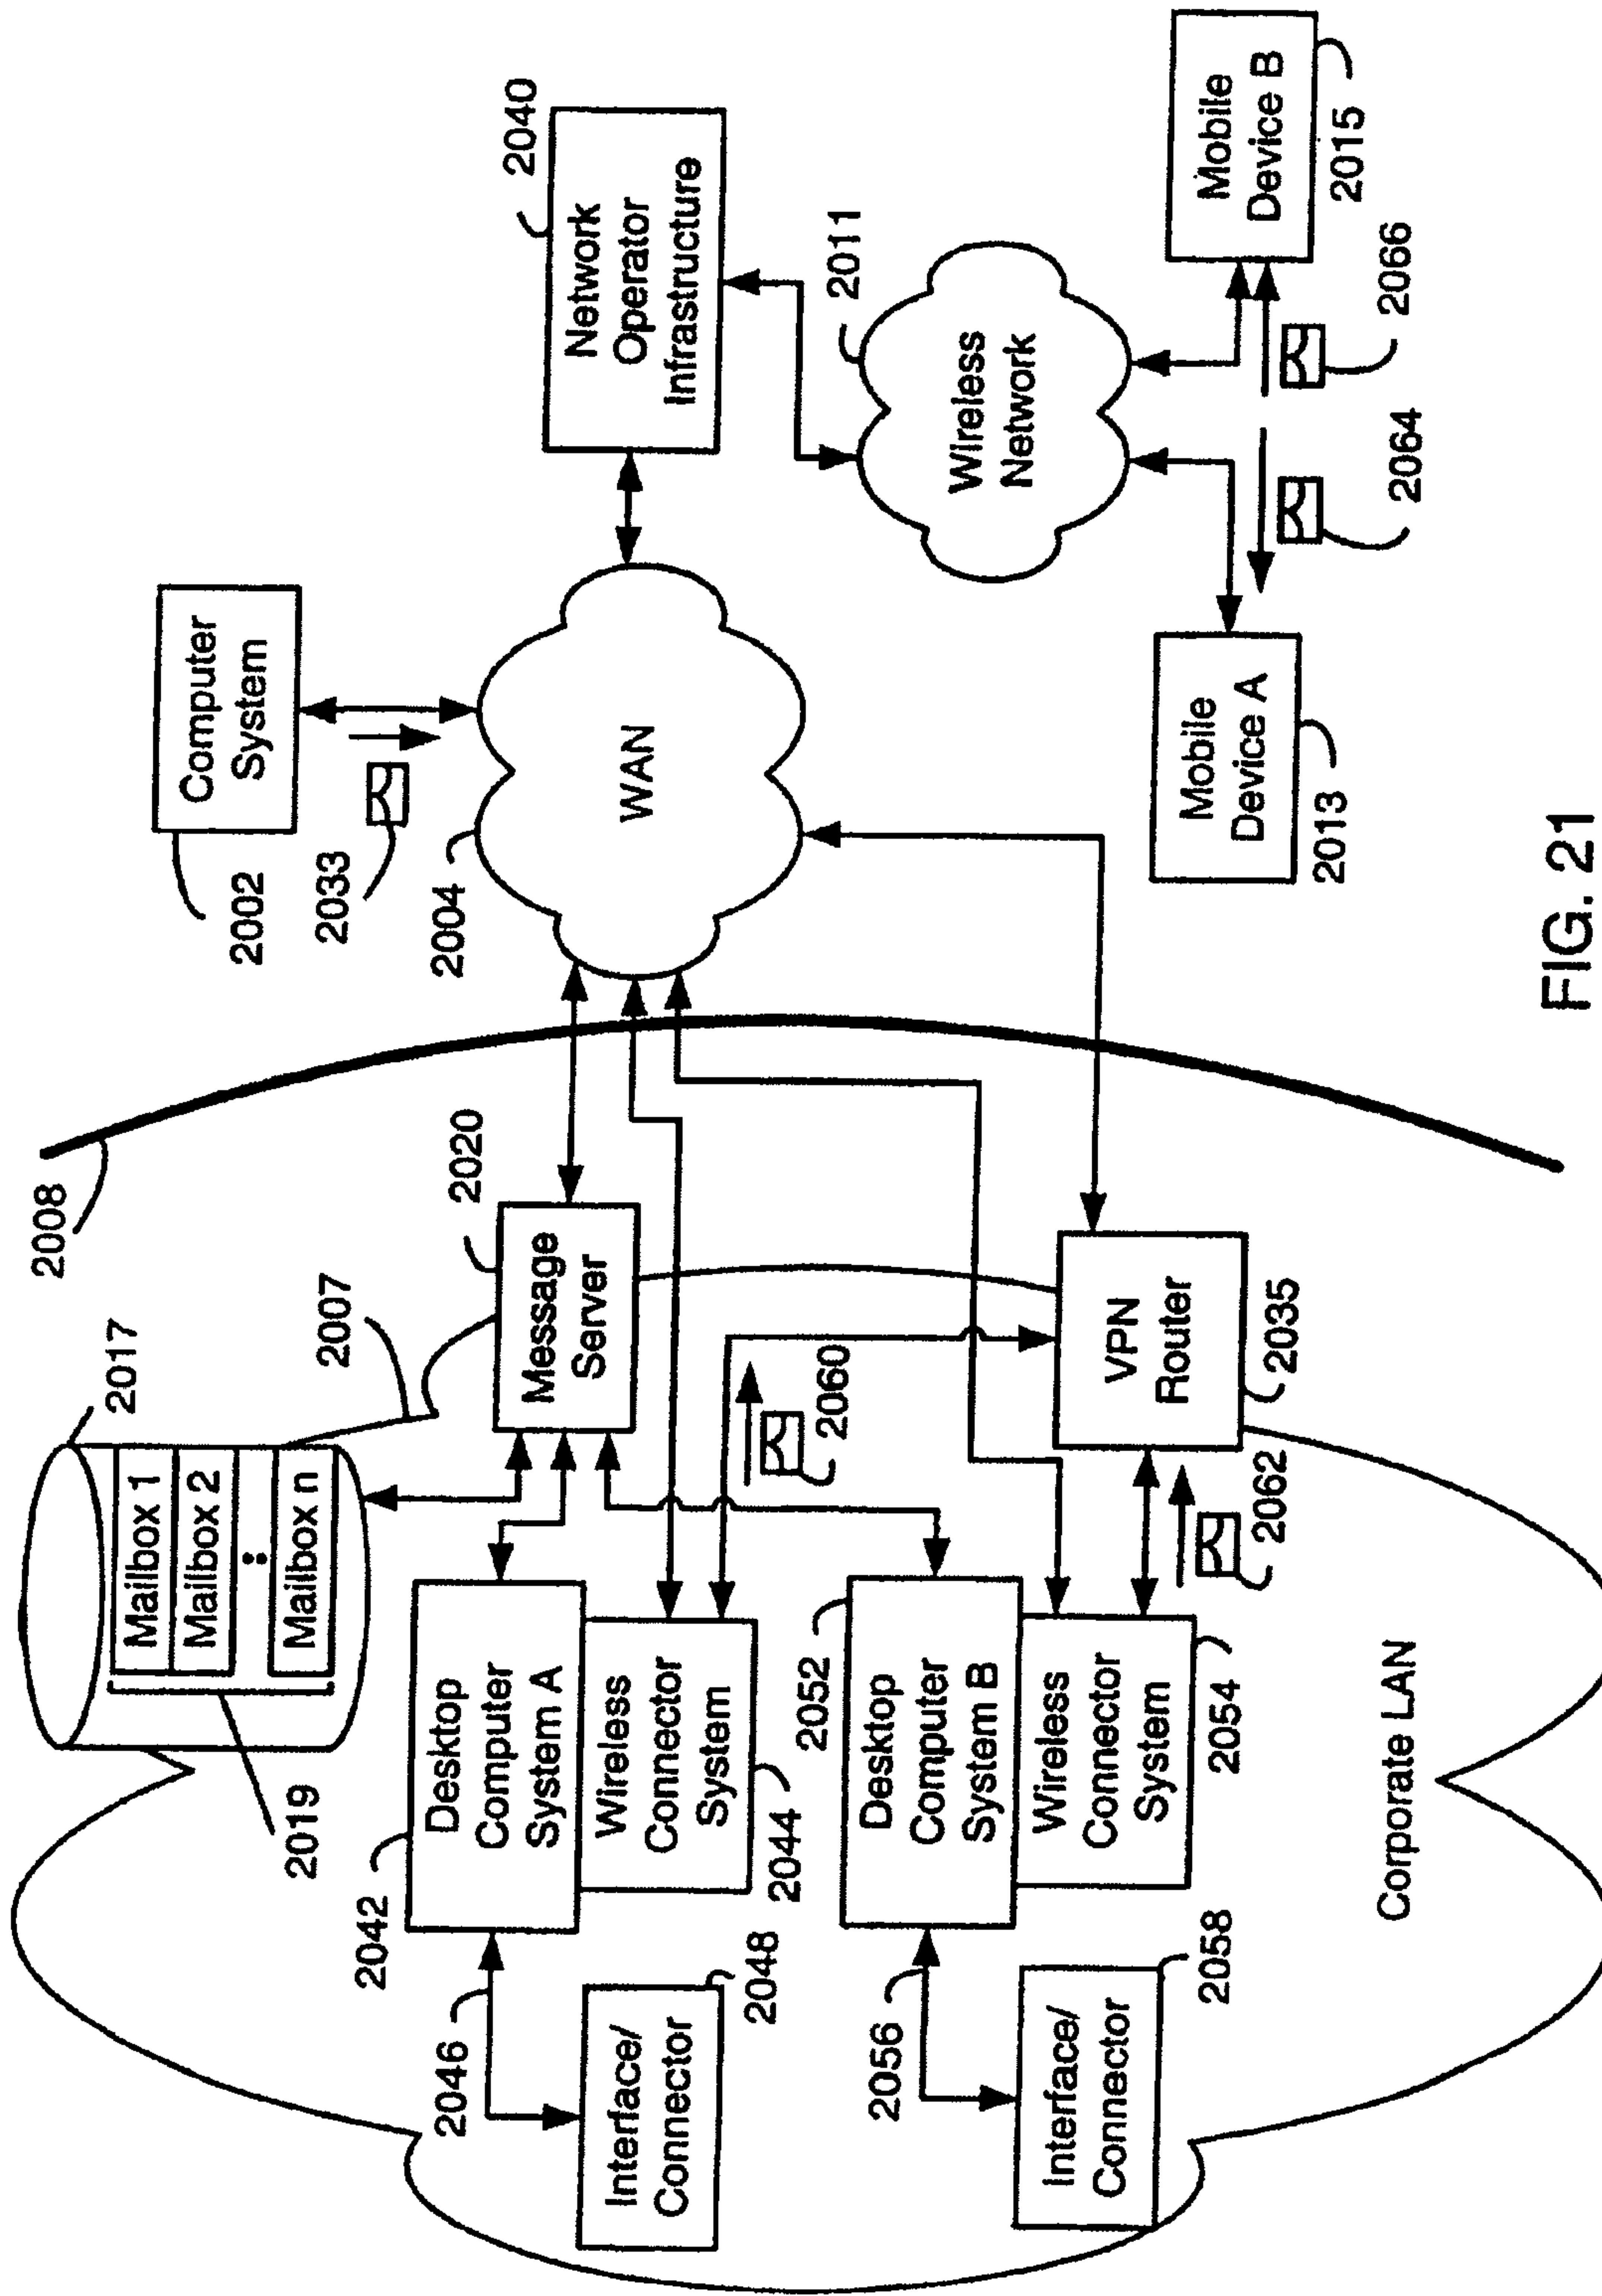 2017
Mailbox 1
Mailbox 2
:
Mailbox n
2019
2007
2008
2020
Message
Server
2042
Desktop
Computer
System A
Wireless
Connector
System
2044
2046
Interface/
Connector
2048
2060
2052
Desktop
Computer
System B
Wireless
Connector
System
2054
2056
Interface/
Connector
2058
2062
VPN
Router
2035
Corporate LAN
2002
Computer
System
2033
2004
WAN
2040
Network
Operator
Infrastructure
2011
Wireless
Network
Mobile
Device A
2013
Mobile
Device B
2015
2064
2066
FIG. 21